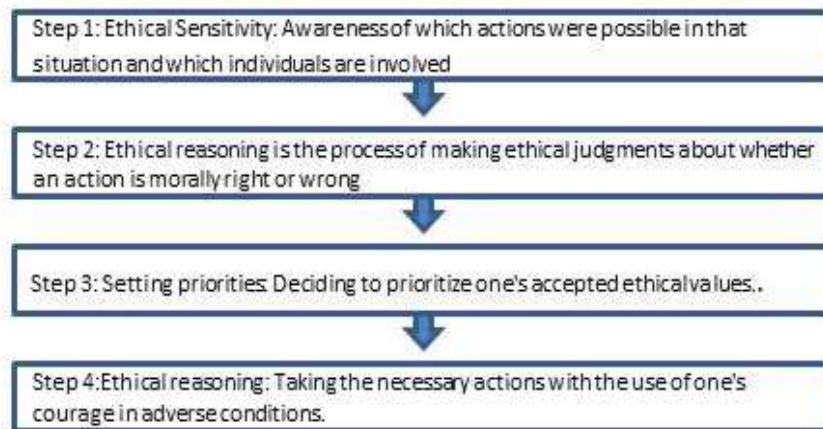 Step 1: Ethical Sensitivity: Awareness of which actions were possible in that
situation and which individuals are involved
Step 2: Ethical reasoning is the process of making ethical judgments about whether
an action is morally right or wrong
Step 3: Setting priorities: Deciding to prioritize one's accepted ethical values..
Step 4:Ethical reasoning: Taking the necessary actions with the use of one's
courage in adverse conditions.